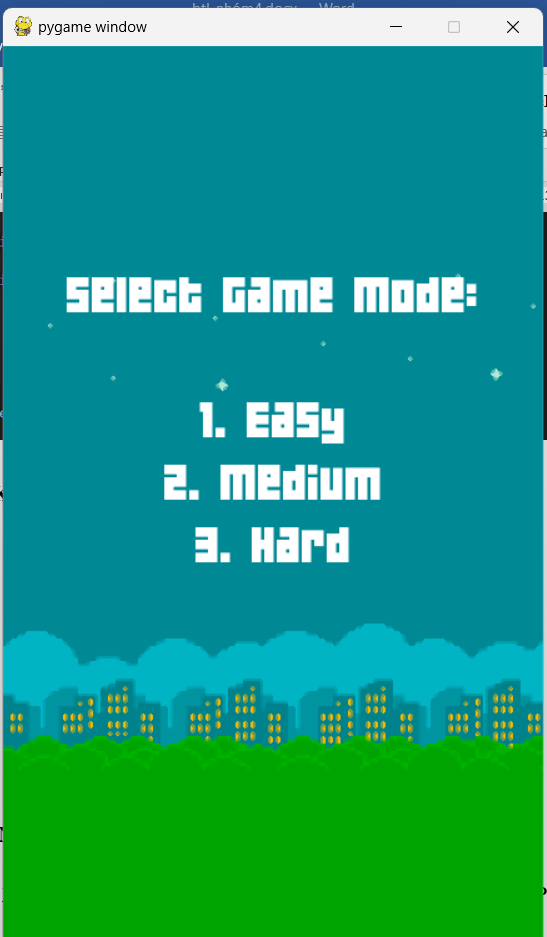 pygame window
Select Game Mode:
1. Easy
2. Medium
3. Hard